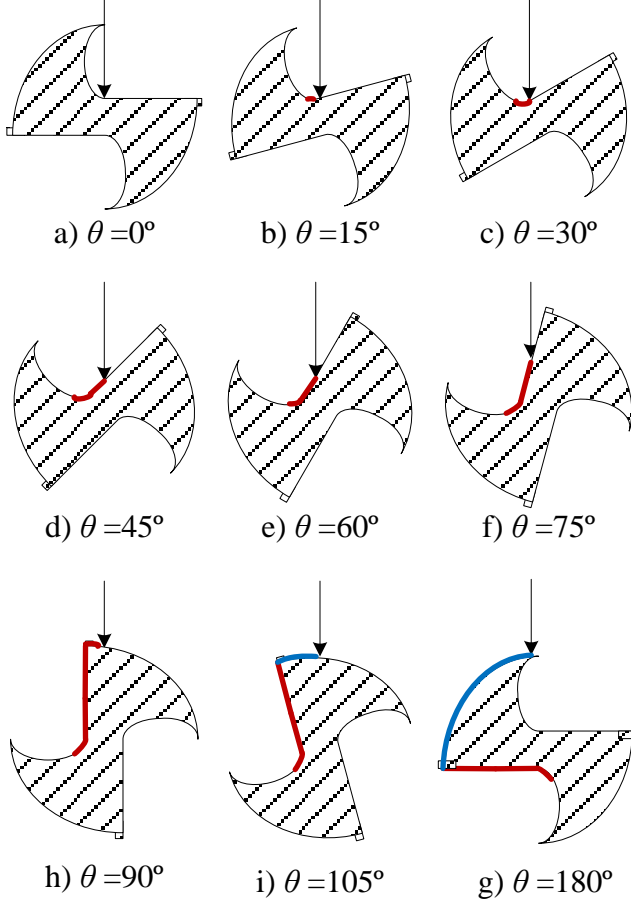 a) θ =0º
b) θ =15º
c) θ =30º
d) θ =45º
e) θ =60º
f) θ =75º
h) θ =90º
i) θ =105º
g) θ =180º